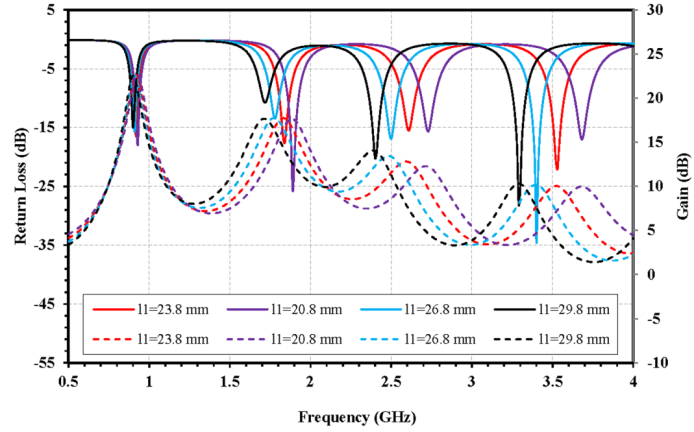 5
-5
-15
-25
-35
-45
-55
Return Loss (dB)
30
25
20
15
10
5
0
-5
-10
Gain (dB)
l1=23.8 mm l1=20.8 mm l1=26.8 mm l1=29.8 mm
l1=23.8 mm l1=20.8 mm l1=26.8 mm l1=29.8 mm
0.5 1 1.5 2 2.5 3 3.5 4
Frequency (GHz)